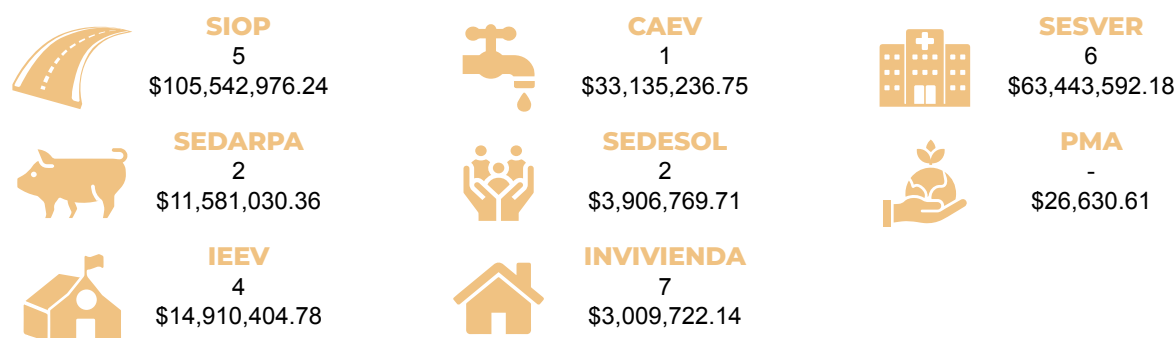 SIOP
5
$105,542,976.24
CAEV
1
$33,135,236.75
SESVER
6
$63,443,592.18
SEDARPA
2
$11,581,030.36
SEDESOL
2
$3,906,769.71
PMA
-
$26,630.61
IEEV
4
$14,910,404.78
INVIVIENDA
7
$3,009,722.14